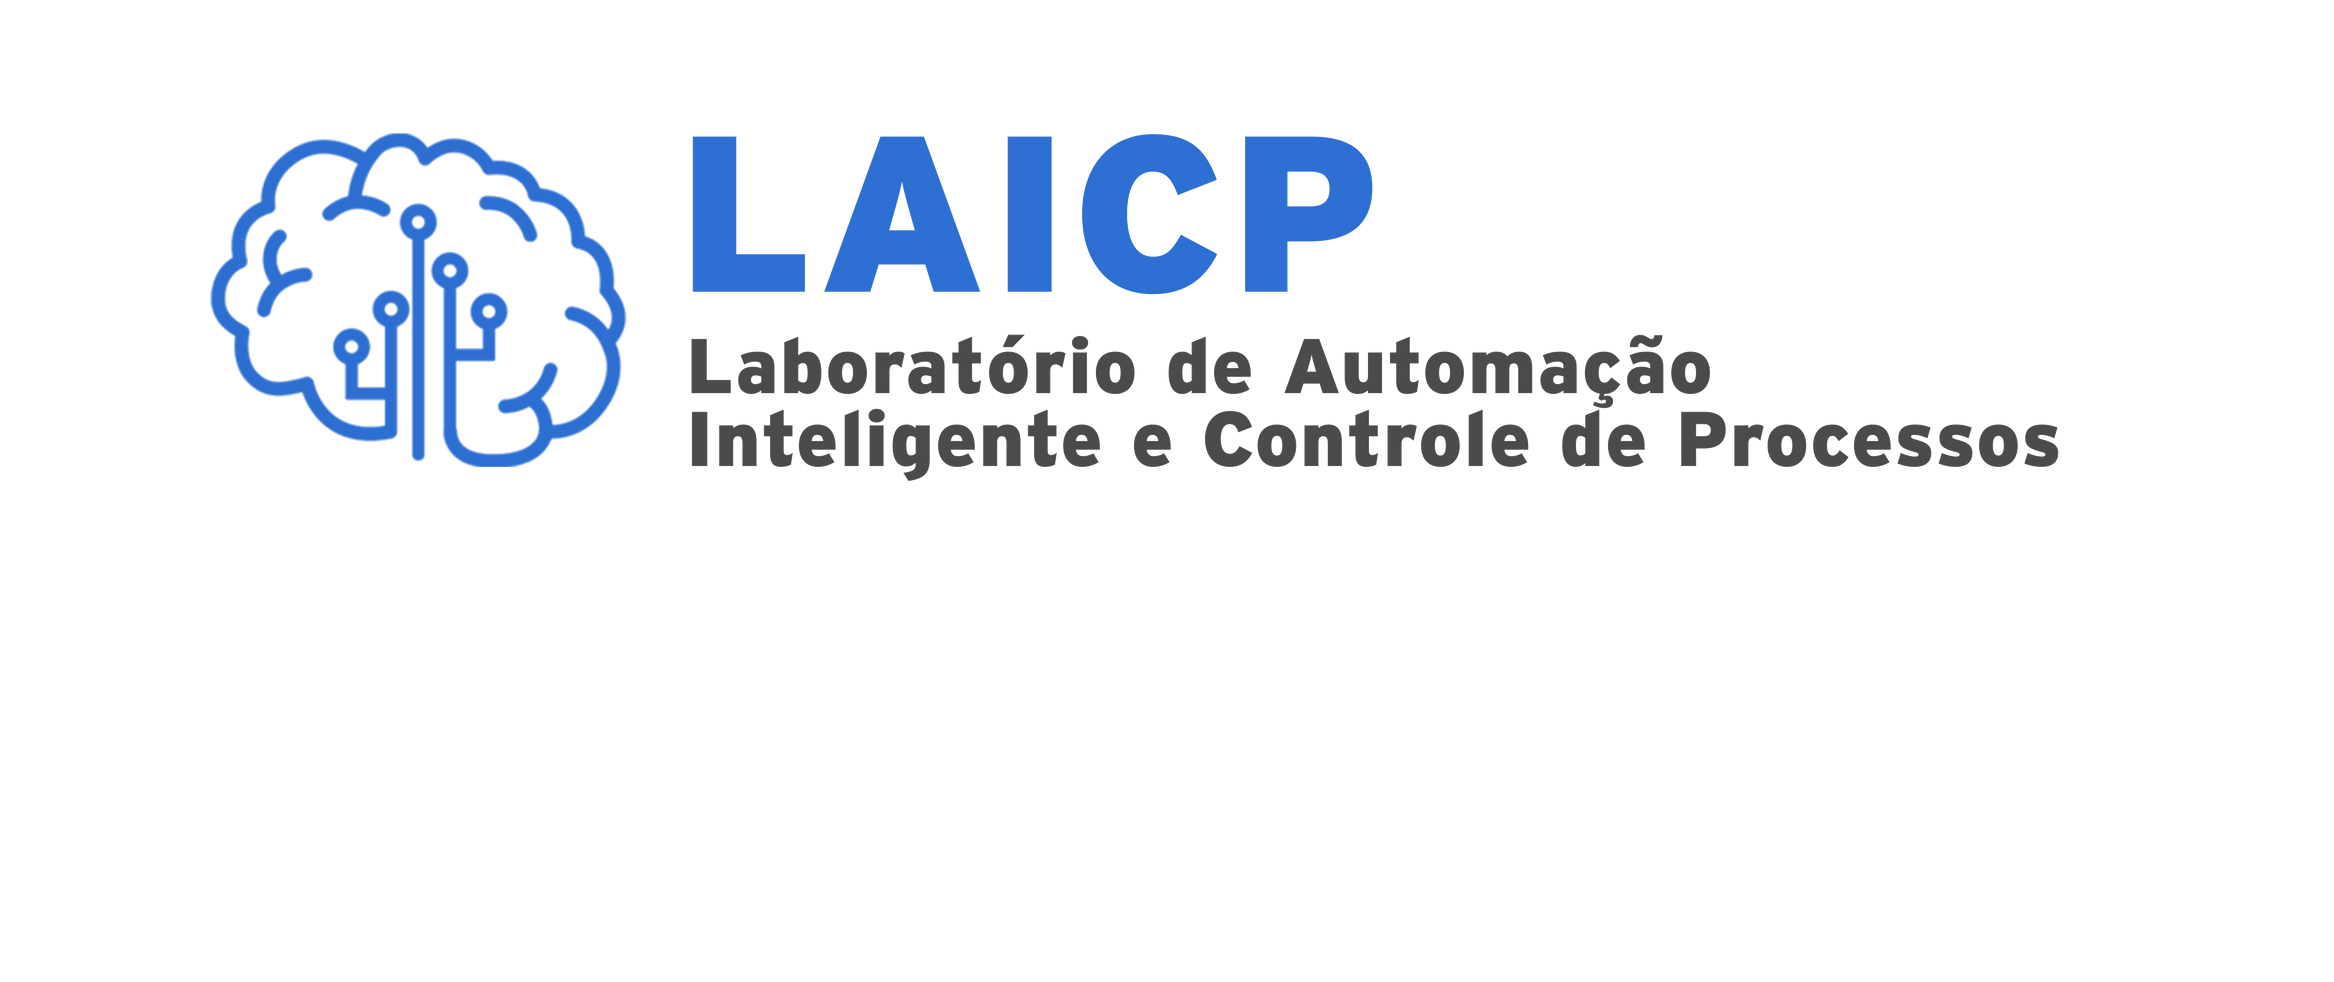 LAICP
Laboratório de Automação
Inteligente e Controle de Processos